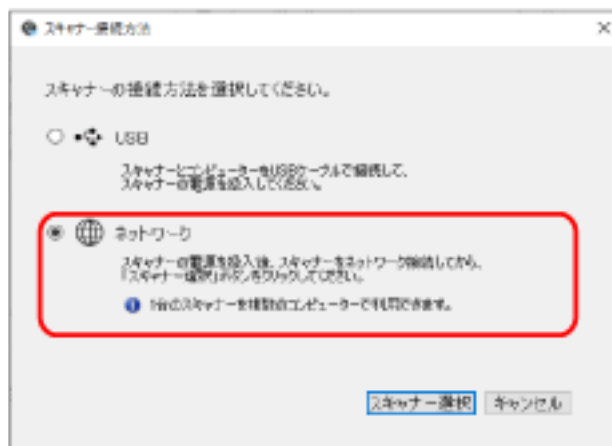 スキャナー接続方法
スキャナーの接続方法を選択してください。
USB
スキャナーとコンピューターをUSBケーブルで接続して、
スキャナーの電源を投入してください。
ネットワーク
スキャナーの電源を投入後、スキャナーをネットワーク接続してから、
「スキャナー選択」ボタンをクリックしてください。
1台のスキャナーを複数のコンピューターで利用できます。
スキャナー選択 キャンセル